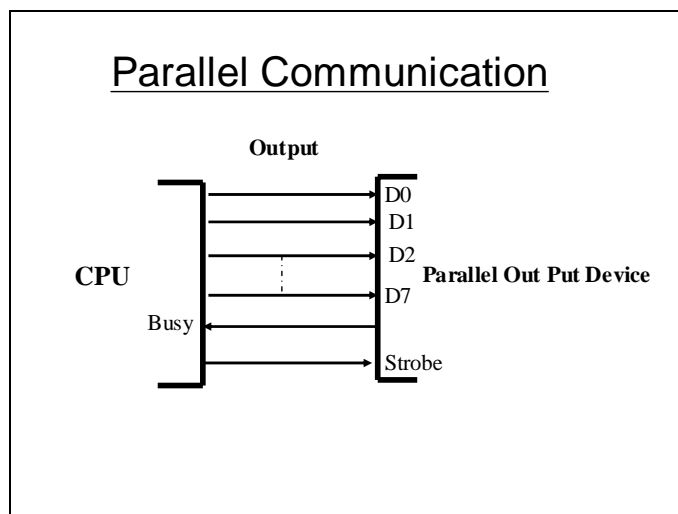 Parallel Communication
Output
D0
D1
D2
CPU
Parallel Out Put Device
D7
Busy
Strobe